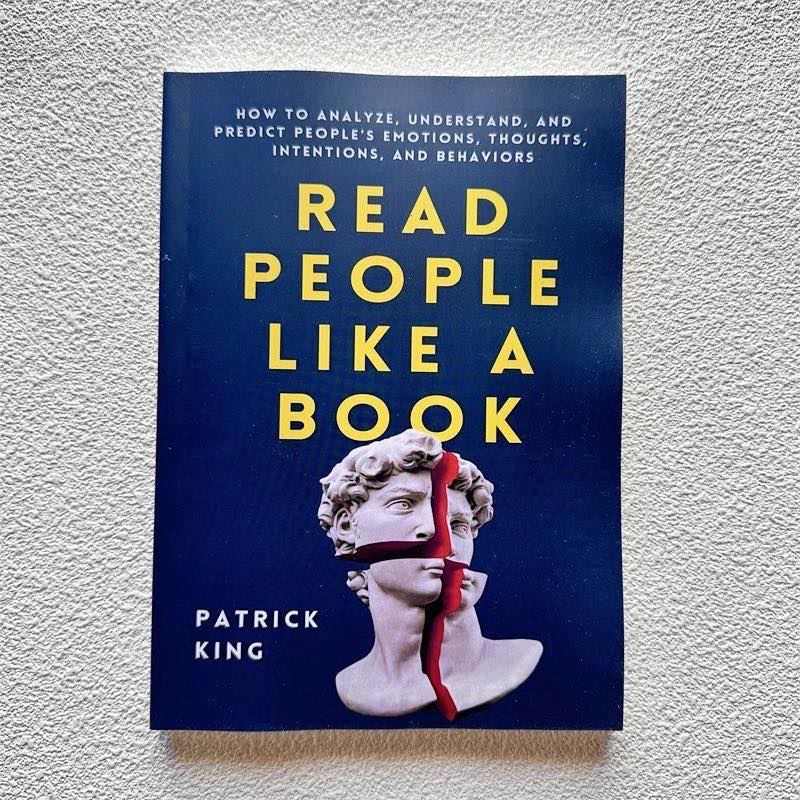 HOW TO ANALYZE, UNDERSTAND, AND
PREDICT PEOPLE'S EMOTIONS, THOUGHTS,
INTENTIONS, AND BEHAVIORS
READ
PEOPLE
LIKE A
BOOK
PATRICK
KING